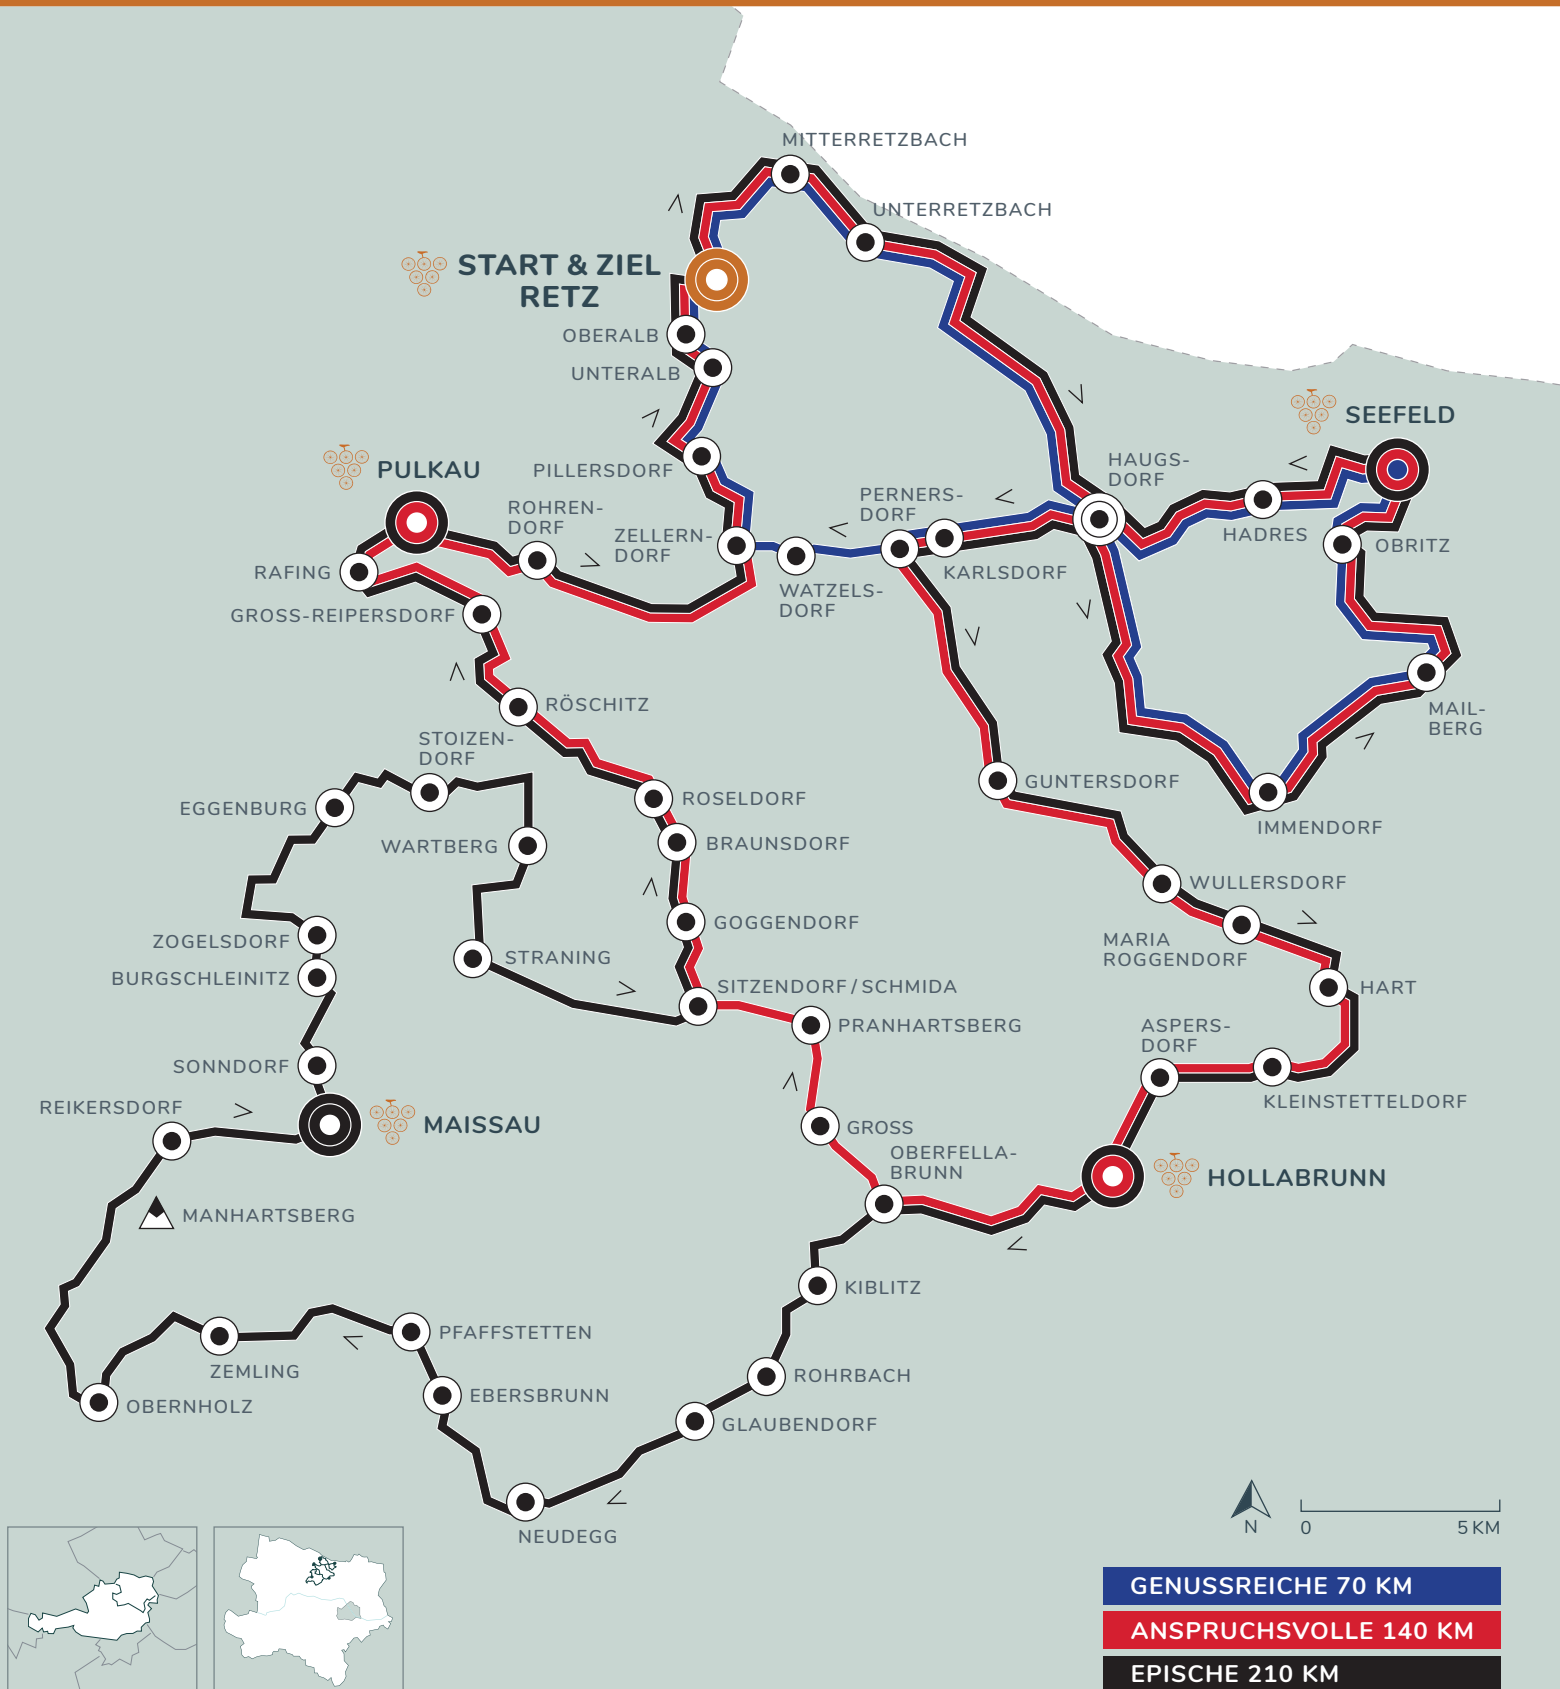 MITTERRETZBACH
UNTERRETZBACH
START & ZIEL
RETZ
OBERALB
UNTERALB
SEEFELD
PULKAU
PILLERSDORF
HAUGS-
DORF
PERNERS-
DORF
ROHREN-
DORF
ZELLERN-
DORF
HADRES
OBRITZ
RAFING
KARLSDORF
WATZELS-
DORF
GROSS-REIPERSDORF
RÖSCHITZ
MAIL-
BERG
STOIZEN-
DORF
GUNTERSDORF
EGGENBURG
ROSELDORF
IMMENDORF
WARTBERG
BRAUNSDORF
WULLERSDORF
GOGGENDORF
ZOGELSDORF
MARIA
ROGGENDORF
STRANING
BURGSCHLEINITZ
SITZENDORF / SCHMIDA
HART
PRANHARTSBERG
ASPERS-
DORF
SONNDORF
REIKERSDORF
KLEINSTETTELDORF
MAISSAU
GROSS
OBERFELLA-
BRUNN
HOLLABRUNN
MANHARTSBERG
KIBLITZ
PFAFFSTETTEN
ZEMLING
ROHRBACH
EBERSBRUNN
OBERNHOLZ
GLAUBENDORF
NEUDEGG
N
0
5 KM
GENUSSREICHE 70 KM
ANSPRUCHSVOLLE 140 KM
EPISCHE 210 KM